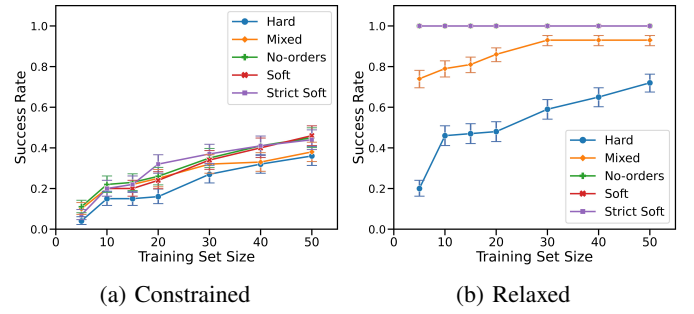 1.0
0.8
0.6
0.4
0.2
0.0
Success Rate
Hard
Mixed
No-orders
Soft
Strict Soft
0 10 20 30 40 50
Training Set Size
(a) Constrained
1.0
0.8
0.6
0.4
0.2
0.0
Success Rate
Hard
Mixed
No-orders
Soft
Strict Soft
0 10 20 30 40 50
Training Set Size
(b) Relaxed